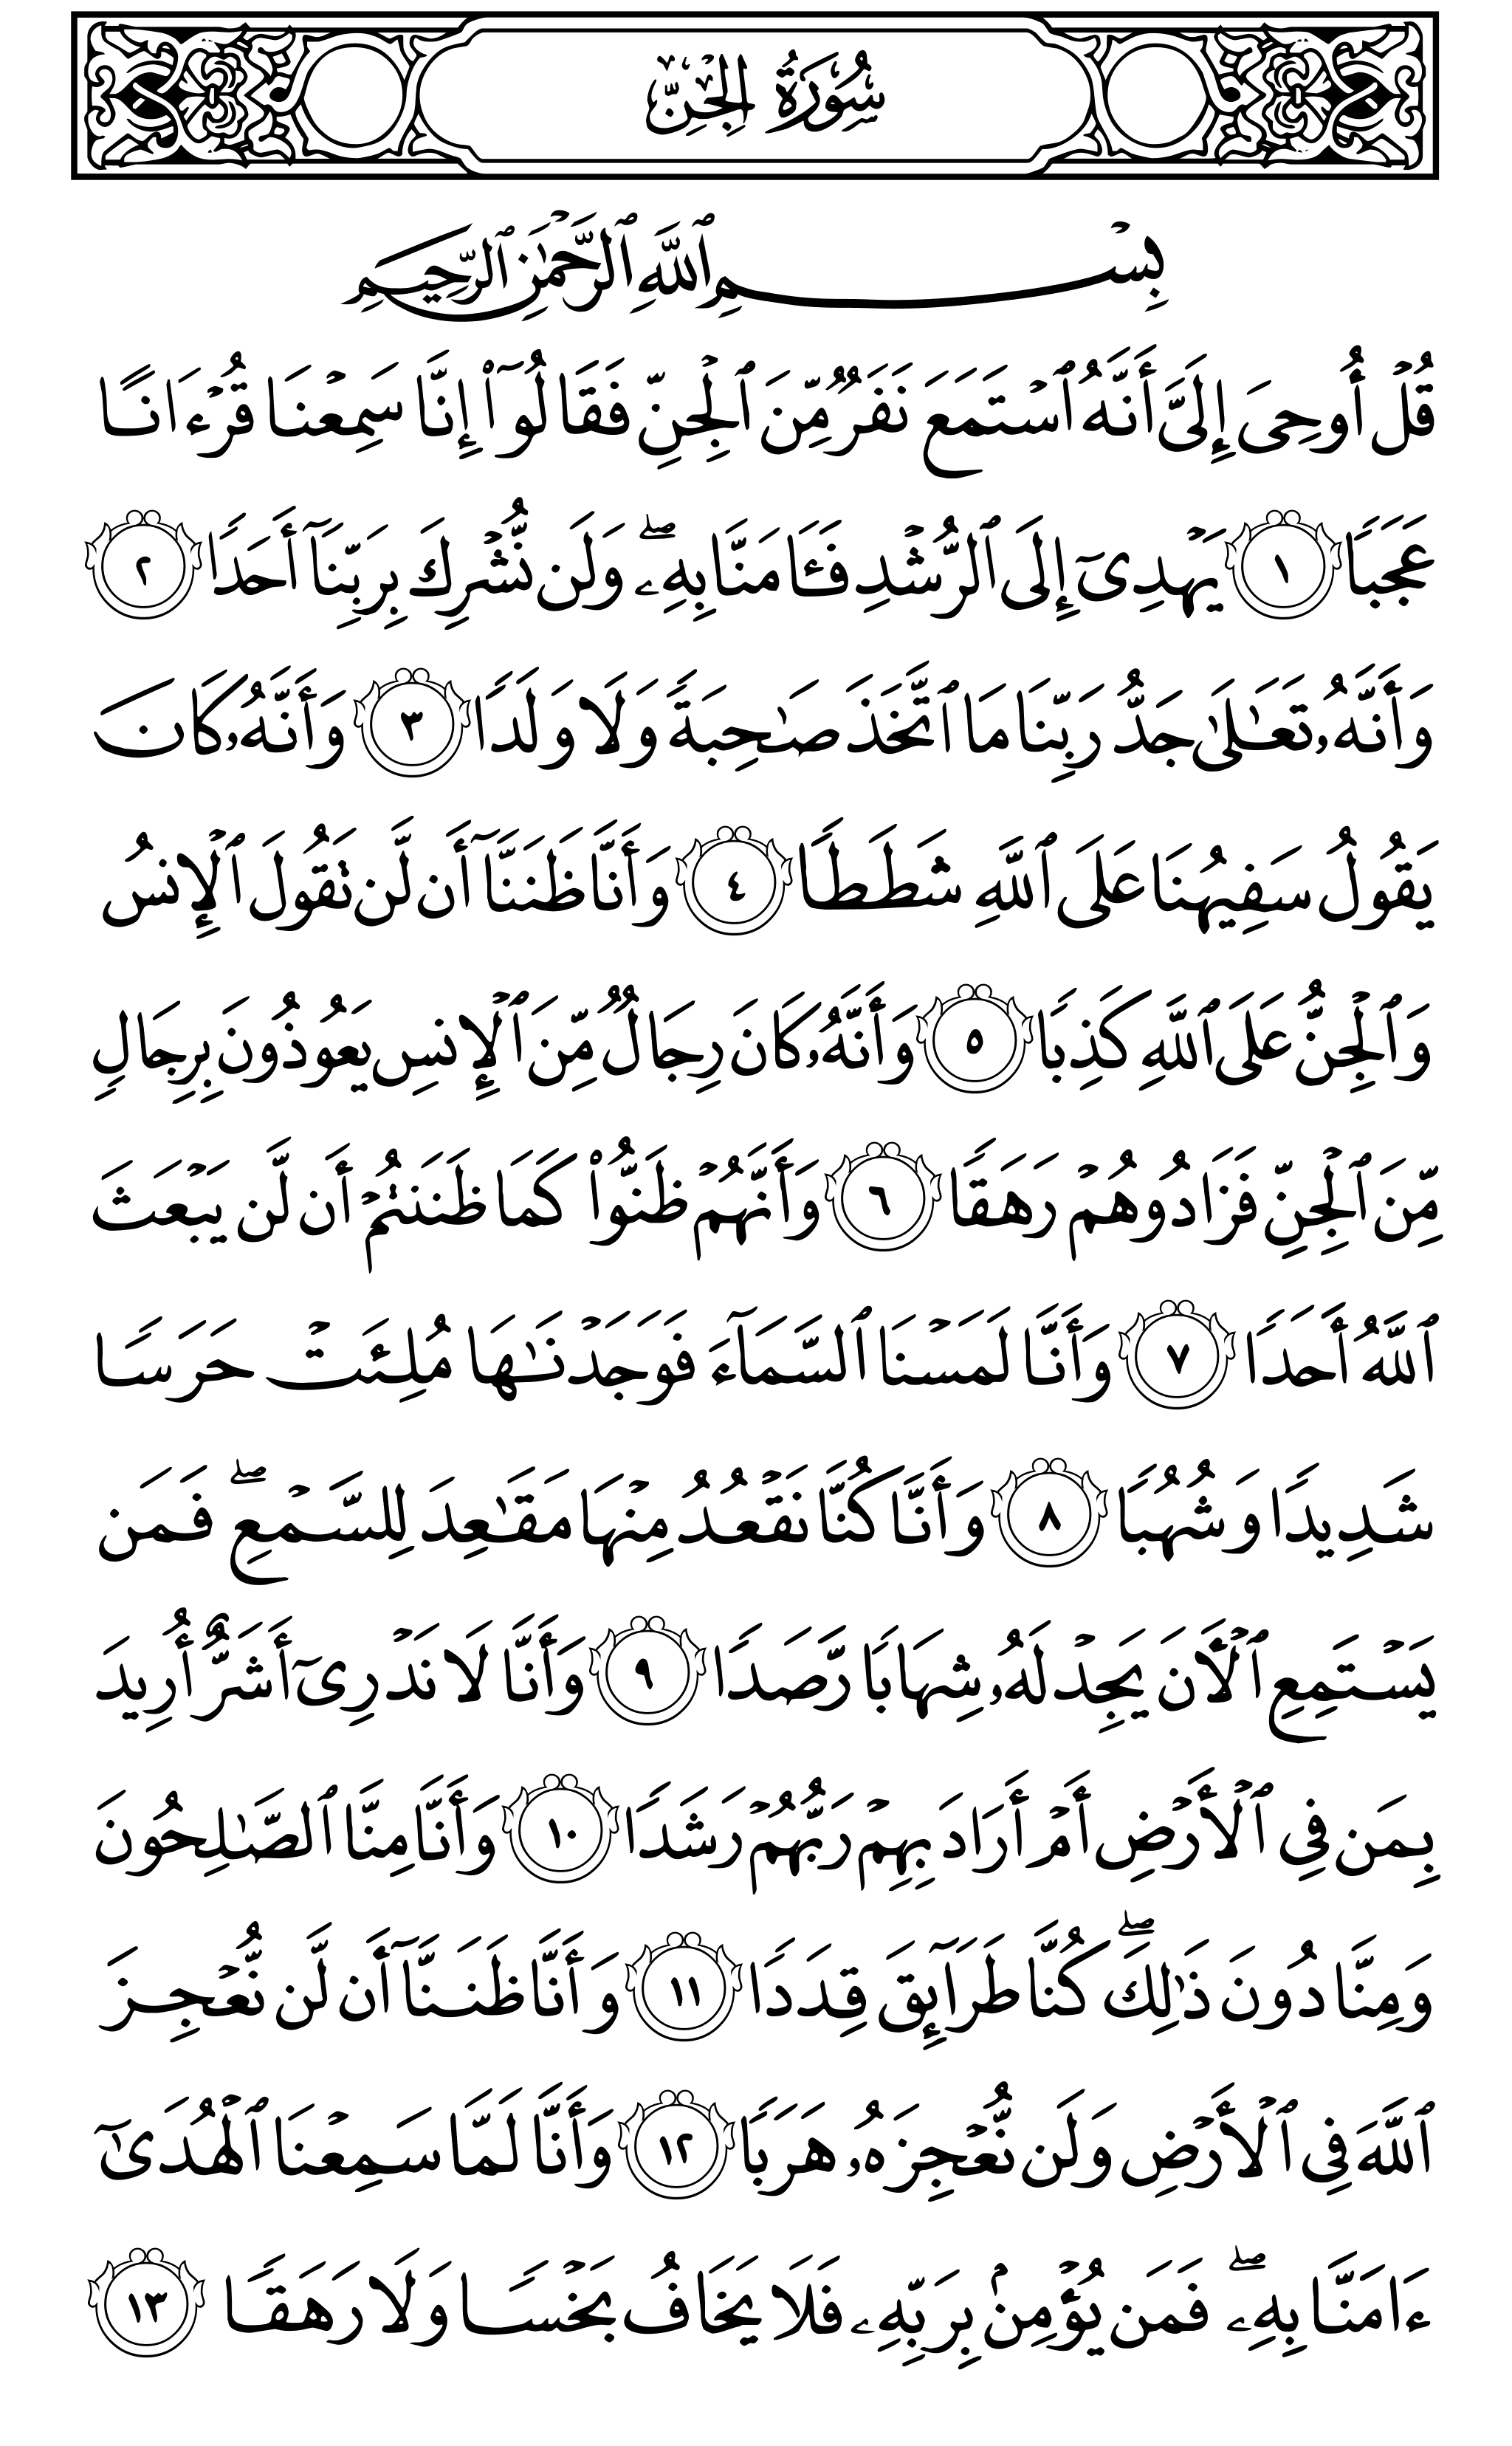 سُورَةُ الجِنِّ
بِسْمِ ٱللَّهِ ٱلرَّحْمَٰنِ ٱلرَّحِيمِ
قُلْ أُوحِىَ إِلَىَّ أَنَّهُ ٱسْتَمَعَ نَفَرٌ مِّنَ ٱلْجِنِّ فَقَالُوٓا۟ إِنَّا سَمِعْنَا قُرْءَانًا
عَجَبًا ١ يَهْدِىٓ إِلَى ٱلرُّشْدِ فَـَٔامَنَّا بِهِۦ ۖ وَلَن نُّشْرِكَ بِرَبِّنَآ أَحَدًا ٢
وَأَنَّهُۥ تَعَـٰلَىٰ جَدُّ رَبِّنَا مَا ٱتَّخَذَ صَـٰحِبَةً وَلَا وَلَدًا ٣ وَأَنَّهُۥ كَانَ
يَقُولُ سَفِيهُنَا عَلَى ٱللَّهِ شَطَطًا ٤ وَأَنَّا ظَنَنَّآ أَن لَّن تَقُولَ ٱلْإِنسُ
وَٱلْجِنُّ عَلَى ٱللَّهِ كَذِبًا ٥ وَأَنَّهُۥ كَانَ رِجَالٌ مِّنَ ٱلْإِنسِ يَعُوذُونَ بِرِجَالٍ
مِّنَ ٱلْجِنِّ فَزَادُوهُمْ رَهَقًا ٦ وَأَنَّهُمْ ظَنُّوا۟ كَمَا ظَنَنتُمْ أَن لَّن يَبْعَثَ
ٱللَّهُ أَحَدًا ٧ وَأَنَّا لَمَسْنَا ٱلسَّمَآءَ فَوَجَدْنَـٰهَا مُلِئَتْ حَرَسًا
شَدِيدًا وَشُهُبًا ٨ وَأَنَّا كُنَّا نَقْعُدُ مِنْهَا مَقَـٰعِدَ لِلسَّمْعِ ۖ فَمَن
يَسْتَمِعِ ٱلْـَٔانَ يَجِدْ لَهُۥ شِهَابًا رَّصَدًا ٩ وَأَنَّا لَا نَدْرِىٓ أَشَرٌّ أُرِيدَ
بِمَن فِى ٱلْأَرْضِ أَمْ أَرَادَ بِهِمْ رَبُّهُمْ رَشَدًا ١٠ وَأَنَّا مِنَّا ٱلصَّـٰلِحُونَ
وَمِنَّا دُونَ ذَٰلِكَ ۖ كُنَّا طَرَآئِقَ قِدَدًا ١١ وَأَنَّا ظَنَنَّآ أَن لَّن نُّعْجِزَ
ٱللَّهَ فِى ٱلْأَرْضِ وَلَن نُّعْجِزَهُۥ هَرَبًا ١٢ وَأَنَّا لَمَّا سَمِعْنَا ٱلْهُدَىٰٓ
ءَامَنَّا بِهِۦ ۖ فَمَن يُؤْمِنۢ بِرَبِّهِۦ فَلَا يَخَافُ بَخْسًا وَلَا رَهَقًا ١٣